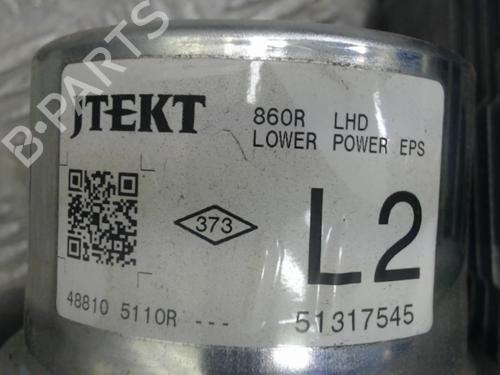 B-PARTS
JTEKT
860R LHD
LOWER POWER EPS
373
L2
48810 5110R ---
51317545